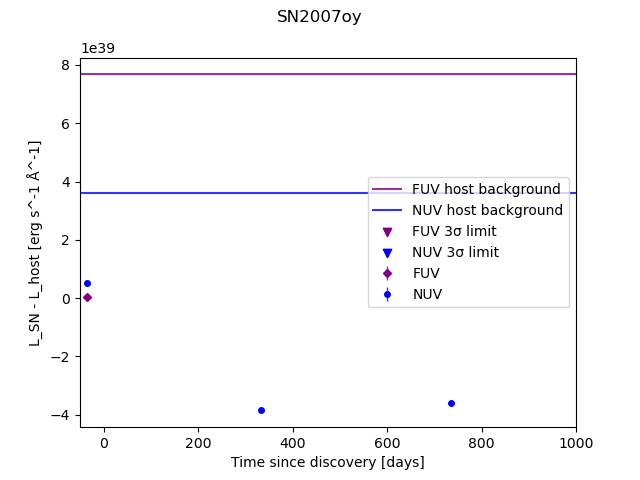 SN2007oy
1e39
8
6
4
2
0
−2
−4
L_SN - L_host [erg s^-1 Å^-1]
FUV host background
NUV host background
FUV 3σ limit
NUV 3σ limit
FUV
NUV
0 200 400 600 800 1000
Time since discovery [days]